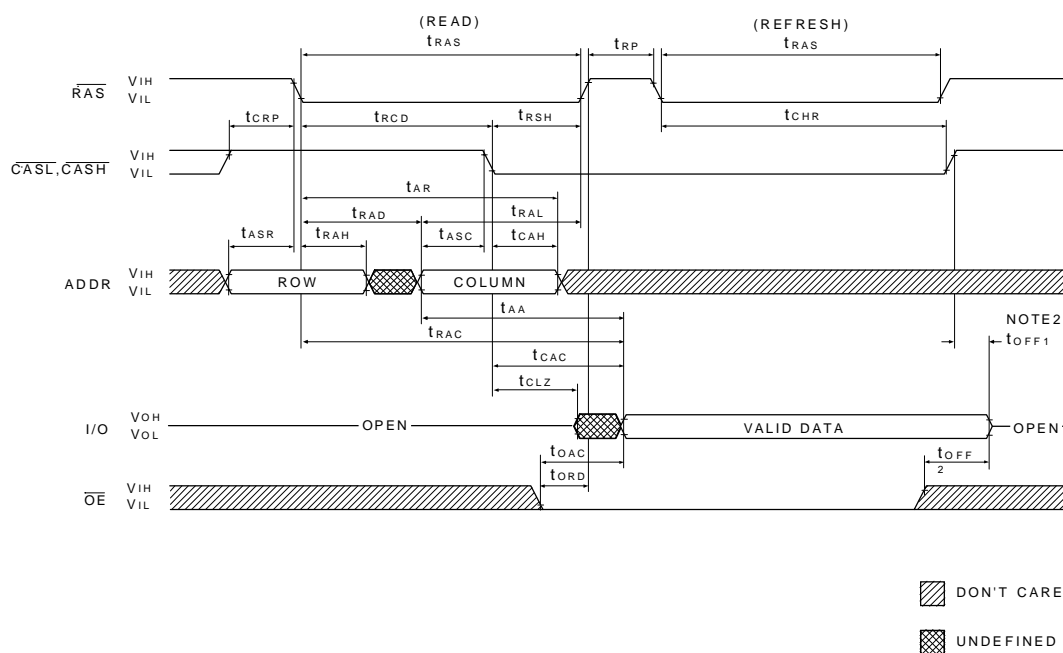 (READ) (REFRESH)
tRAS tRP tRAS
RAS VIH
VIL
tCRP tRCD tRSH tCHR
CASL,CASH VIH
VIL
tAR
tRAD tRAL
tASR tRAH tASC tCAH
ADDR VIH
VIL
ROW COLUMN
tAA
NOTE2
tRAC tOFF1
tCAC
tCLZ
I/O VOH
VOL
OPEN VALID DATA OPEN
tOAC tOFF
2
tORD
OE VIH
VIL
DON'T CARE
UNDEFINED